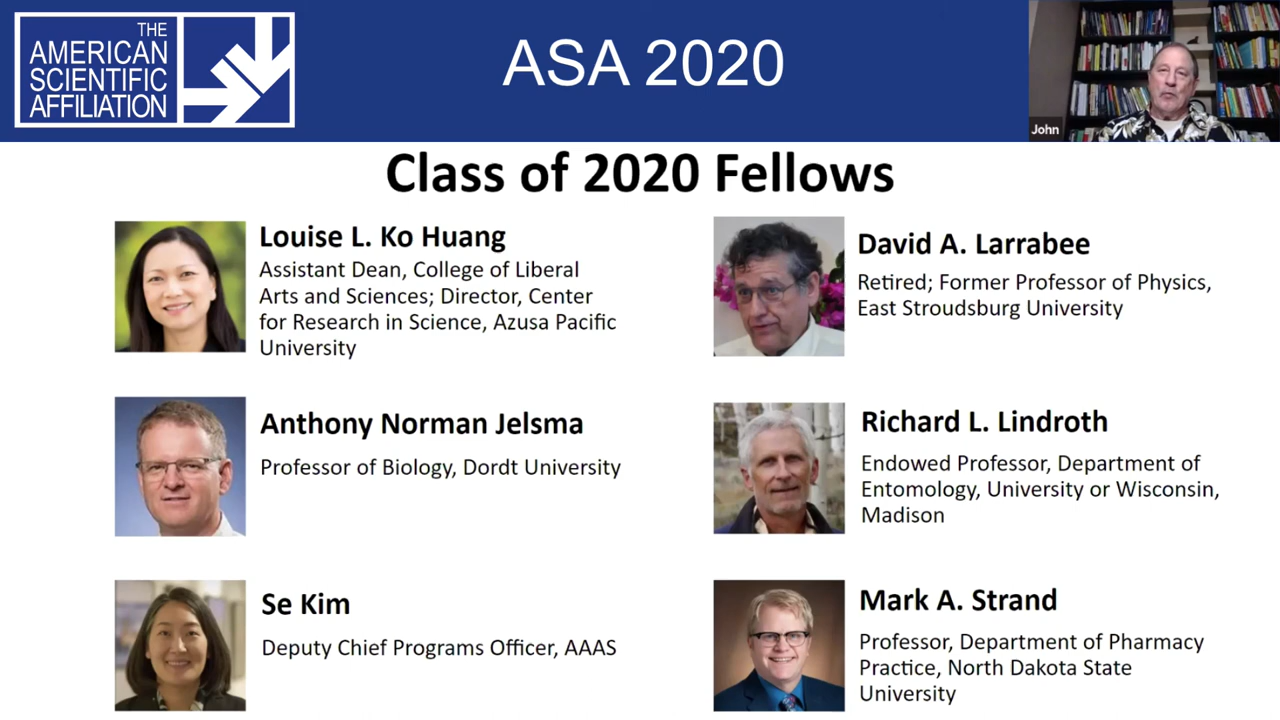 THE
AMERICAN
SCIENTIFIC
AFFILIATION
ASA 2020
John
Class of 2020 Fellows
Louise L. Ko Huang
Assistant Dean, College of Liberal
Arts and Sciences; Director, Center
for Research in Science, Azusa Pacific
University
David A. Larrabee
Retired; Former Professor of Physics,
East Stroudsburg University
Anthony Norman Jelsma
Professor of Biology, Dordt University
Richard L. Lindroth
Endowed Professor, Department of
Entomology, University or Wisconsin,
Madison
Se Kim
Deputy Chief Programs Officer, AAAS
Mark A. Strand
Professor, Department of Pharmacy
Practice, North Dakota State
University